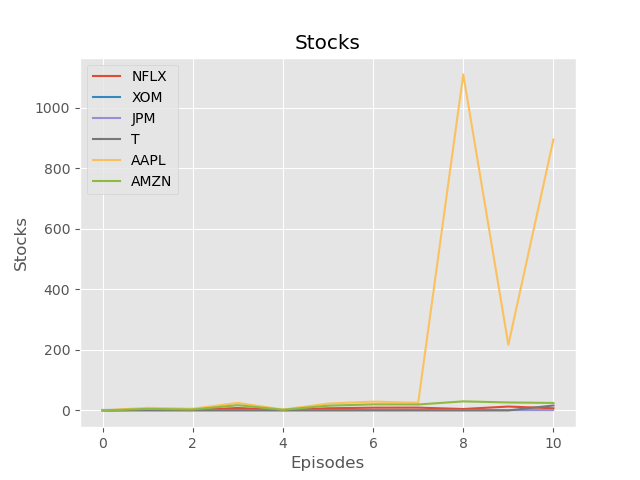 Stocks
NFLX
XOM
JPM
T
AAPL
AMZN
Stocks
1000
800
600
400
200
0
0 2 4 6 8 10
Episodes